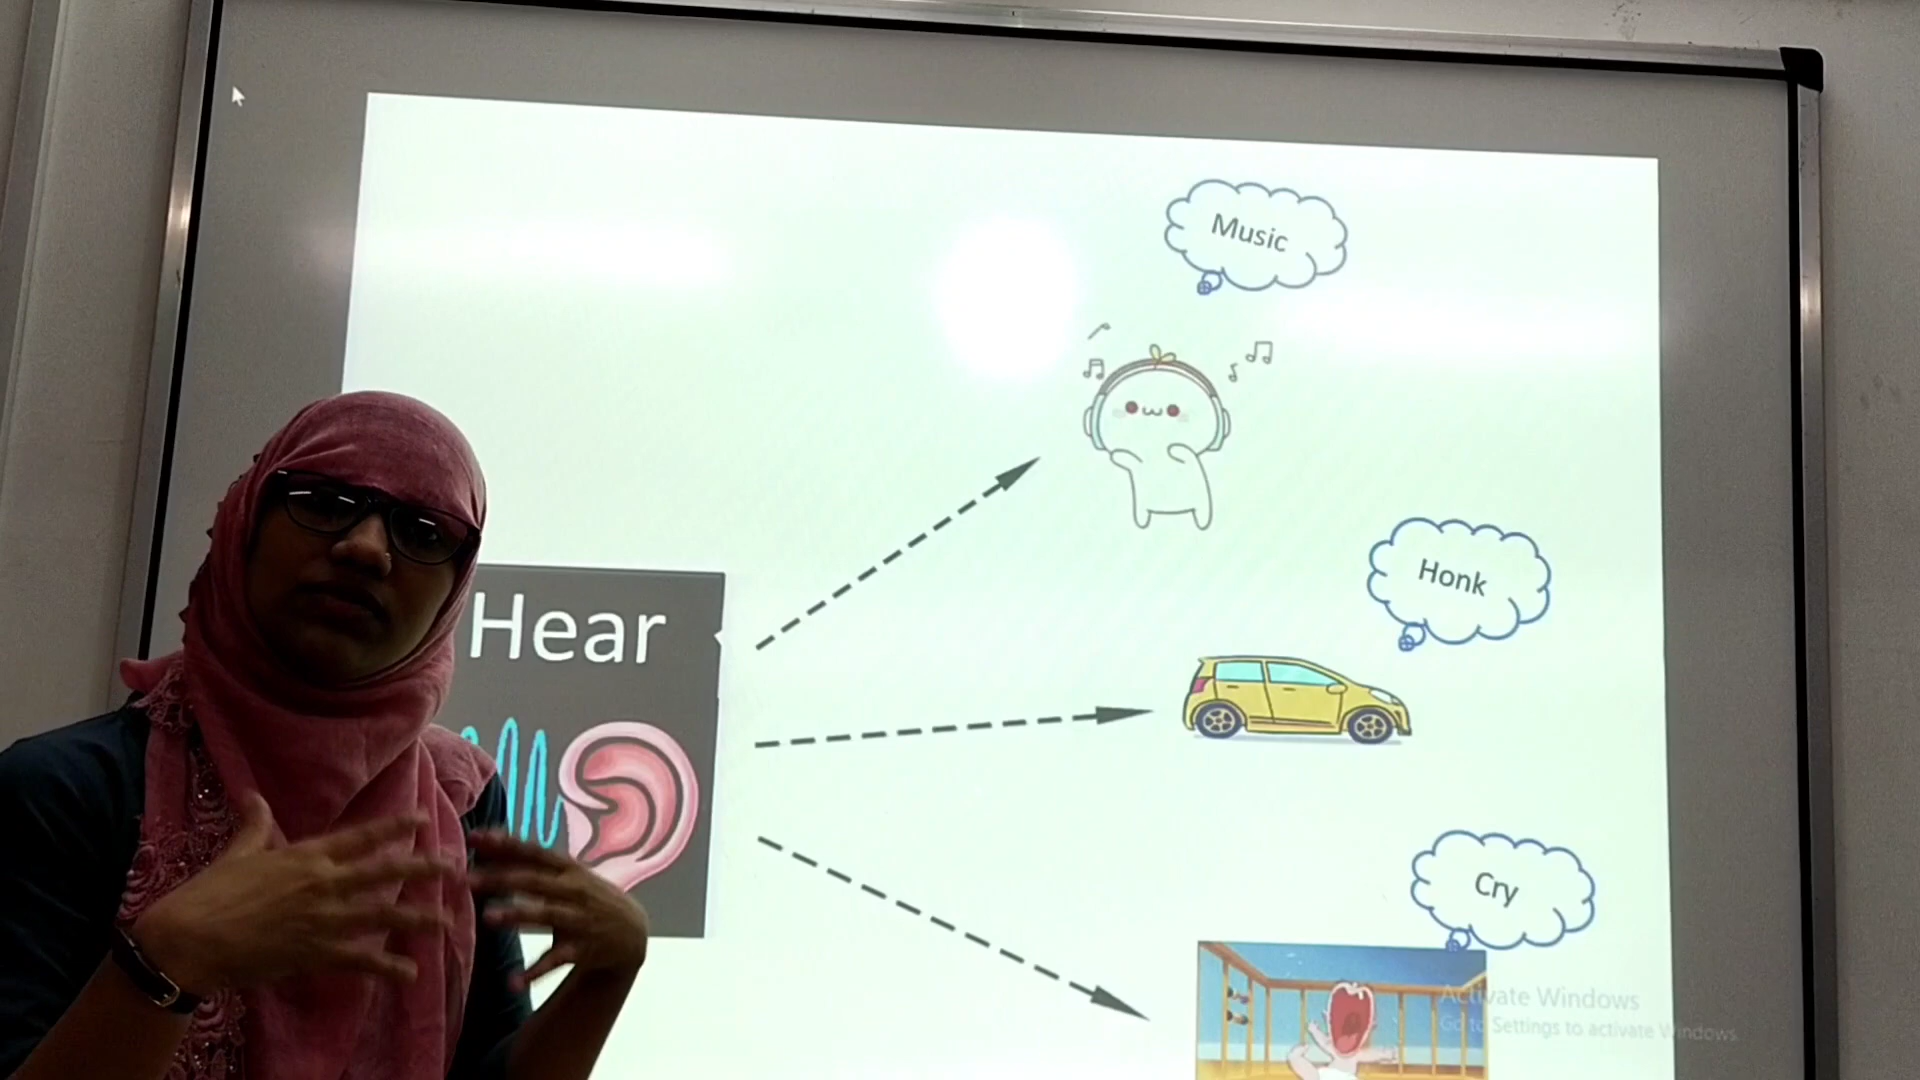 Music
Honk
Hear
Cry
Activate Windows
Go to Settings to activate Windows.